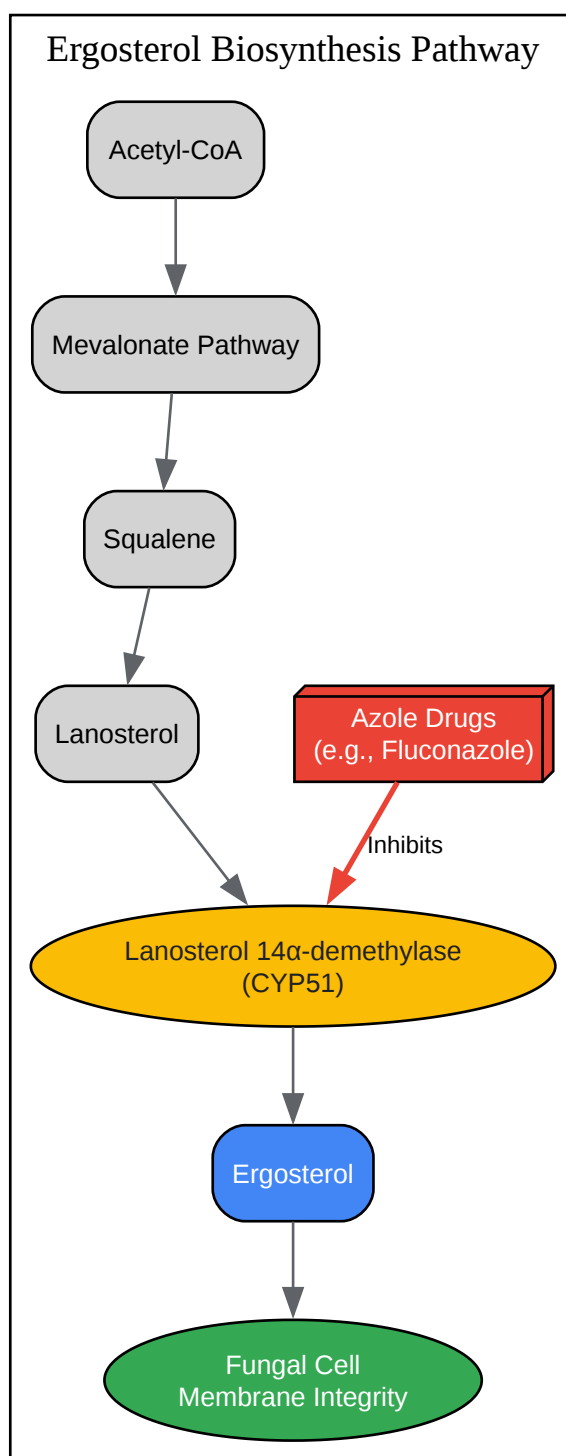 Ergosterol Biosynthesis Pathway
Acetyl-CoA
Mevalonate Pathway
Squalene
Lanosterol
Azole Drugs
(e.g., Fluconazole)
Inhibits
Lanosterol 14α-demethylase
(CYP51)
Ergosterol
Fungal Cell
Membrane Integrity